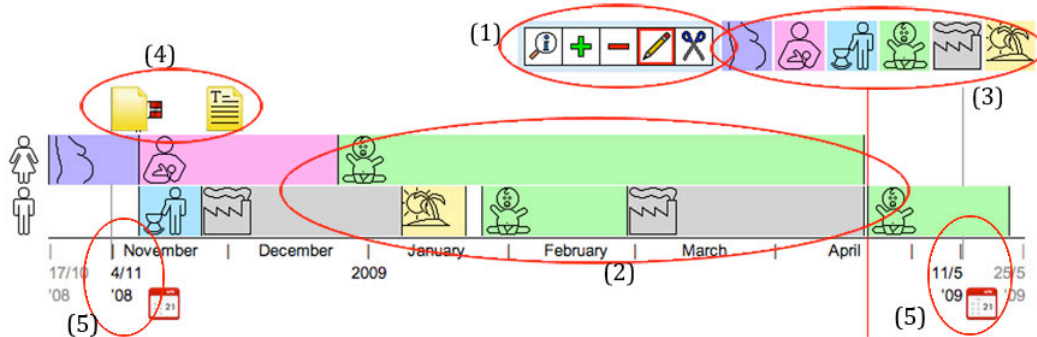 (1)
(3)
(4)
T=
November
December
January
February
March
April
17/10 '08
4/11 '08
21
2009
(2)
11/5 '09
21
25/5 '09
(5)
(5)